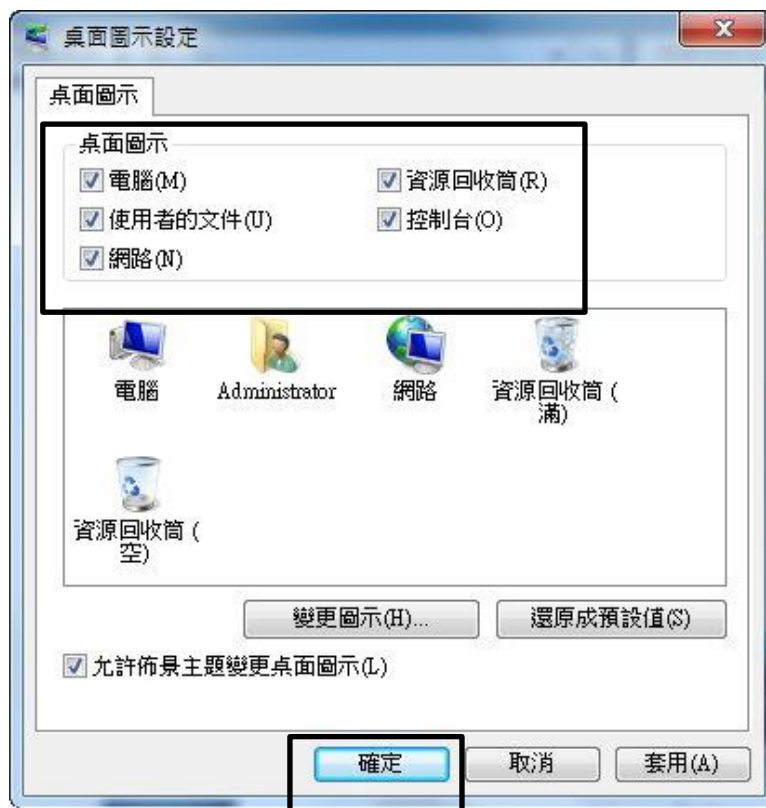 桌面圖示設定
桌面圖示
桌面圖示
電腦(M)
資源回收筒(R)
使用者的文件(U)
控制台(O)
網路(N)
電腦
Administrator
網路
資源回收筒 (
滿)
資源回收筒 (
空)
變更圖示(H)...
還原成預設值(S)
允許佈景主題變更桌面圖示(L)
確定
取消
套用(A)